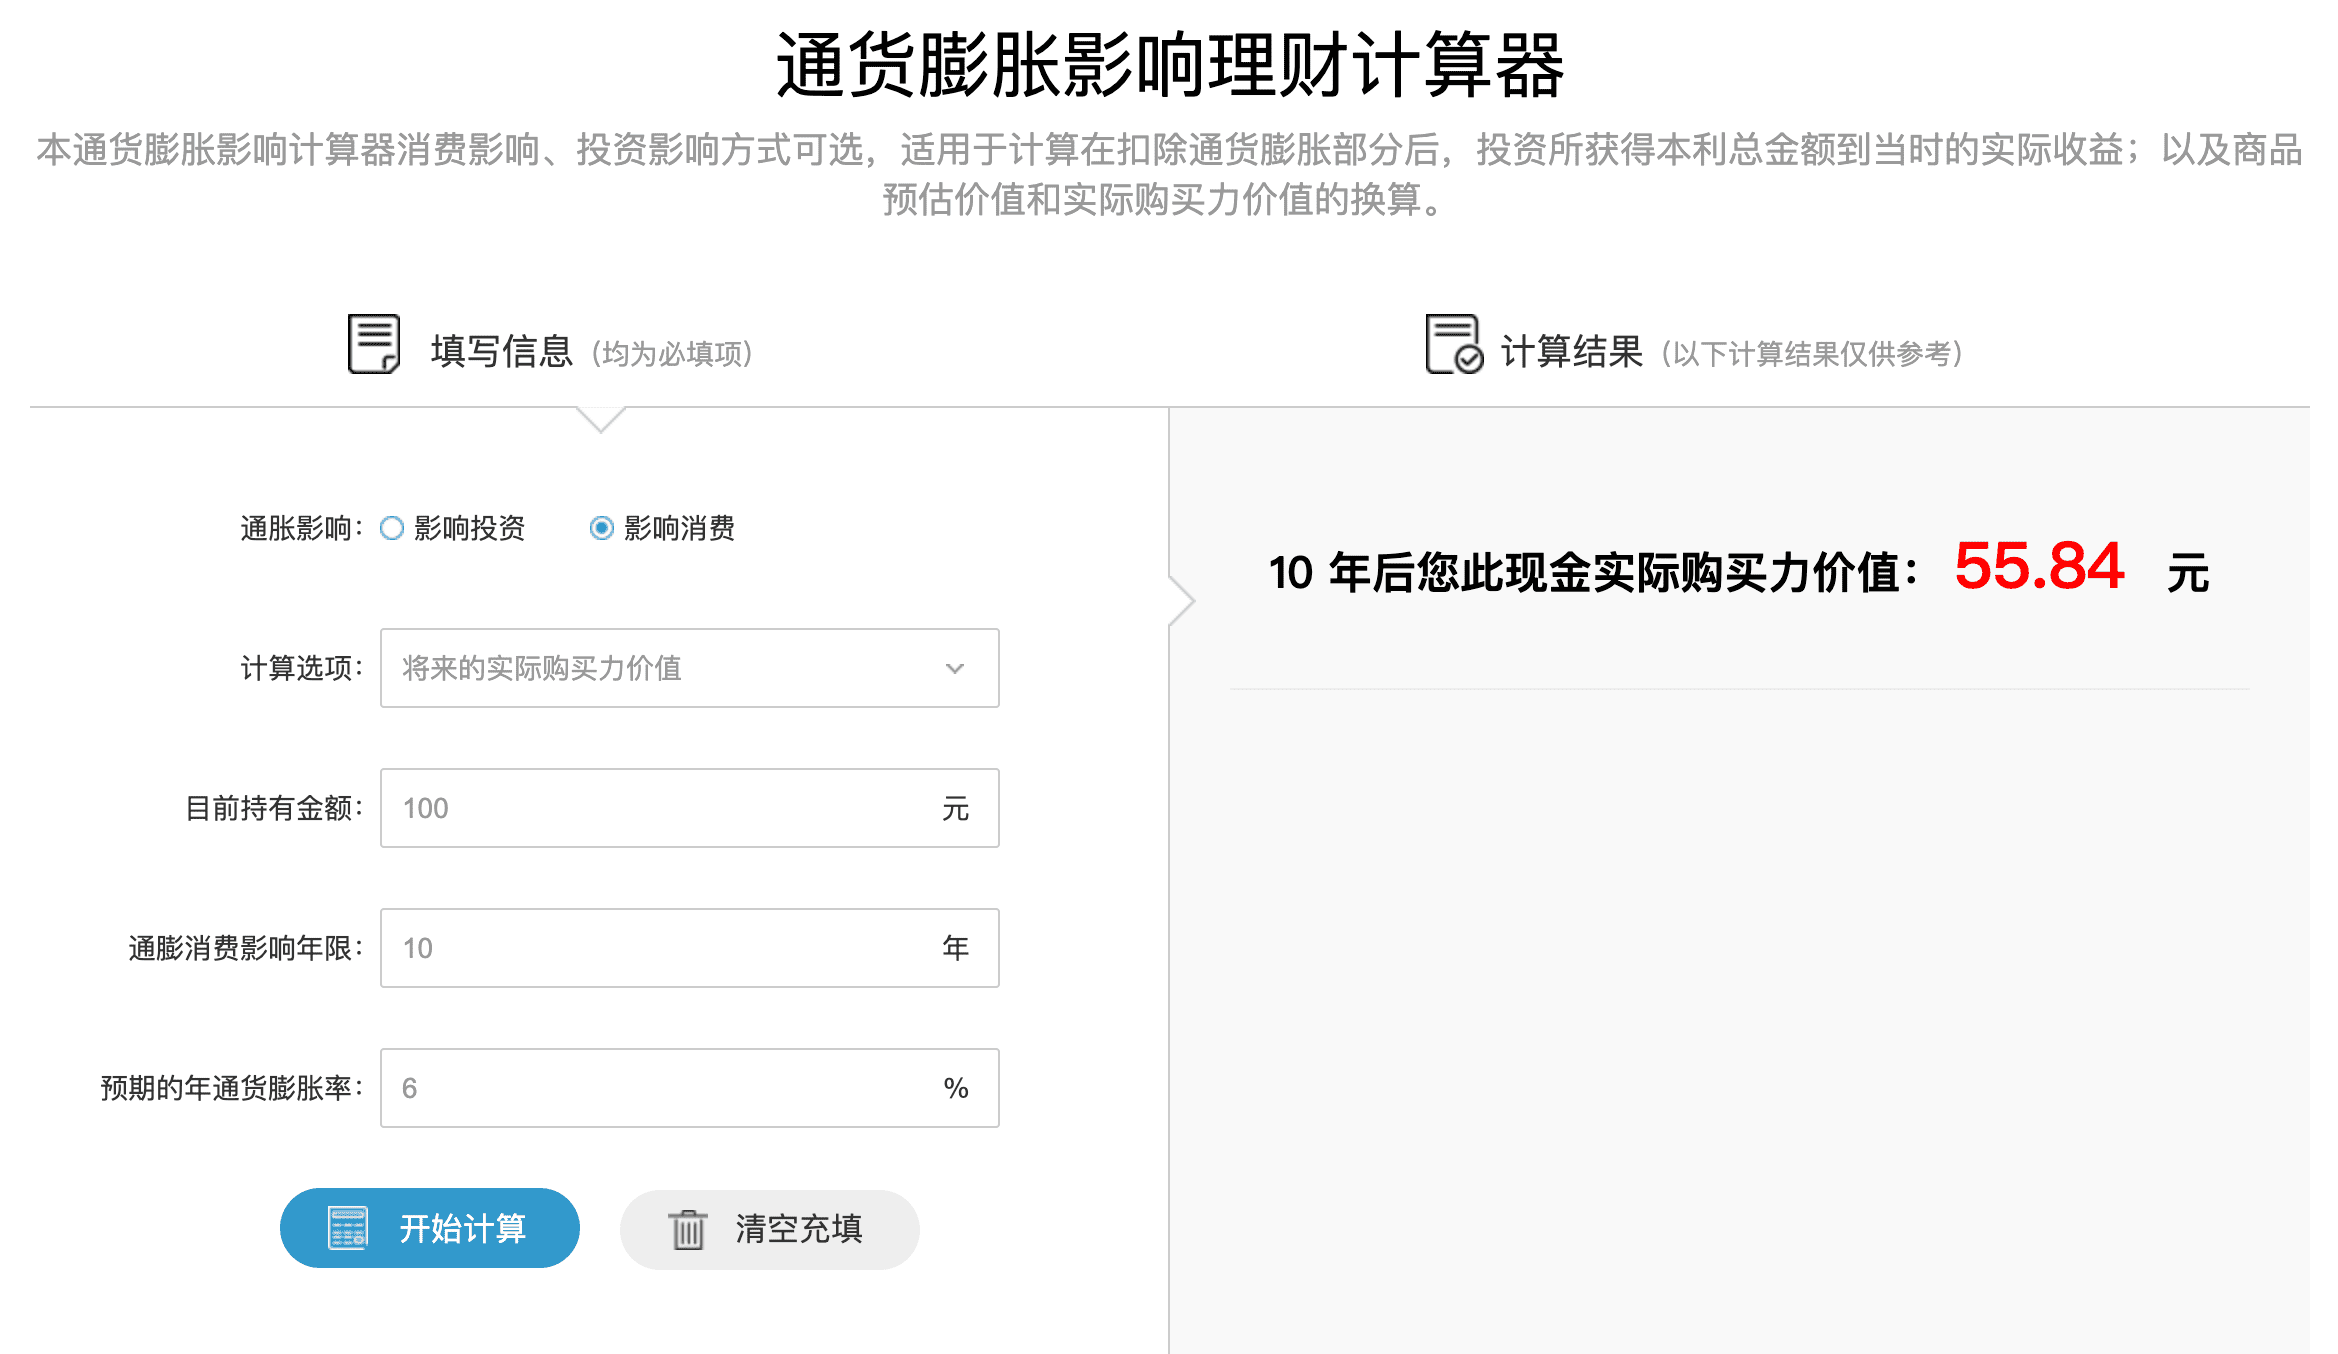 通货膨胀影响理财计算器
本通货膨胀影响计算器消费影响、投资影响方式可选，适用于计算在扣除通货膨胀部分后，投资所获得本利总金额到当时的实际收益；以及商品
预估价值和实际购买力价值的换算。
填写信息（均为必填项）
计算结果（以下计算结果仅供参考）
通胀影响： 影响投资 影响消费
10 年后您此现金实际购买力价值： 55.84 元
计算选项： 将来的实际购买力价值
目前持有金额： 100 元
通膨消费影响年限： 10 年
预期的年通货膨胀率： 6 %
开始计算 清空充填